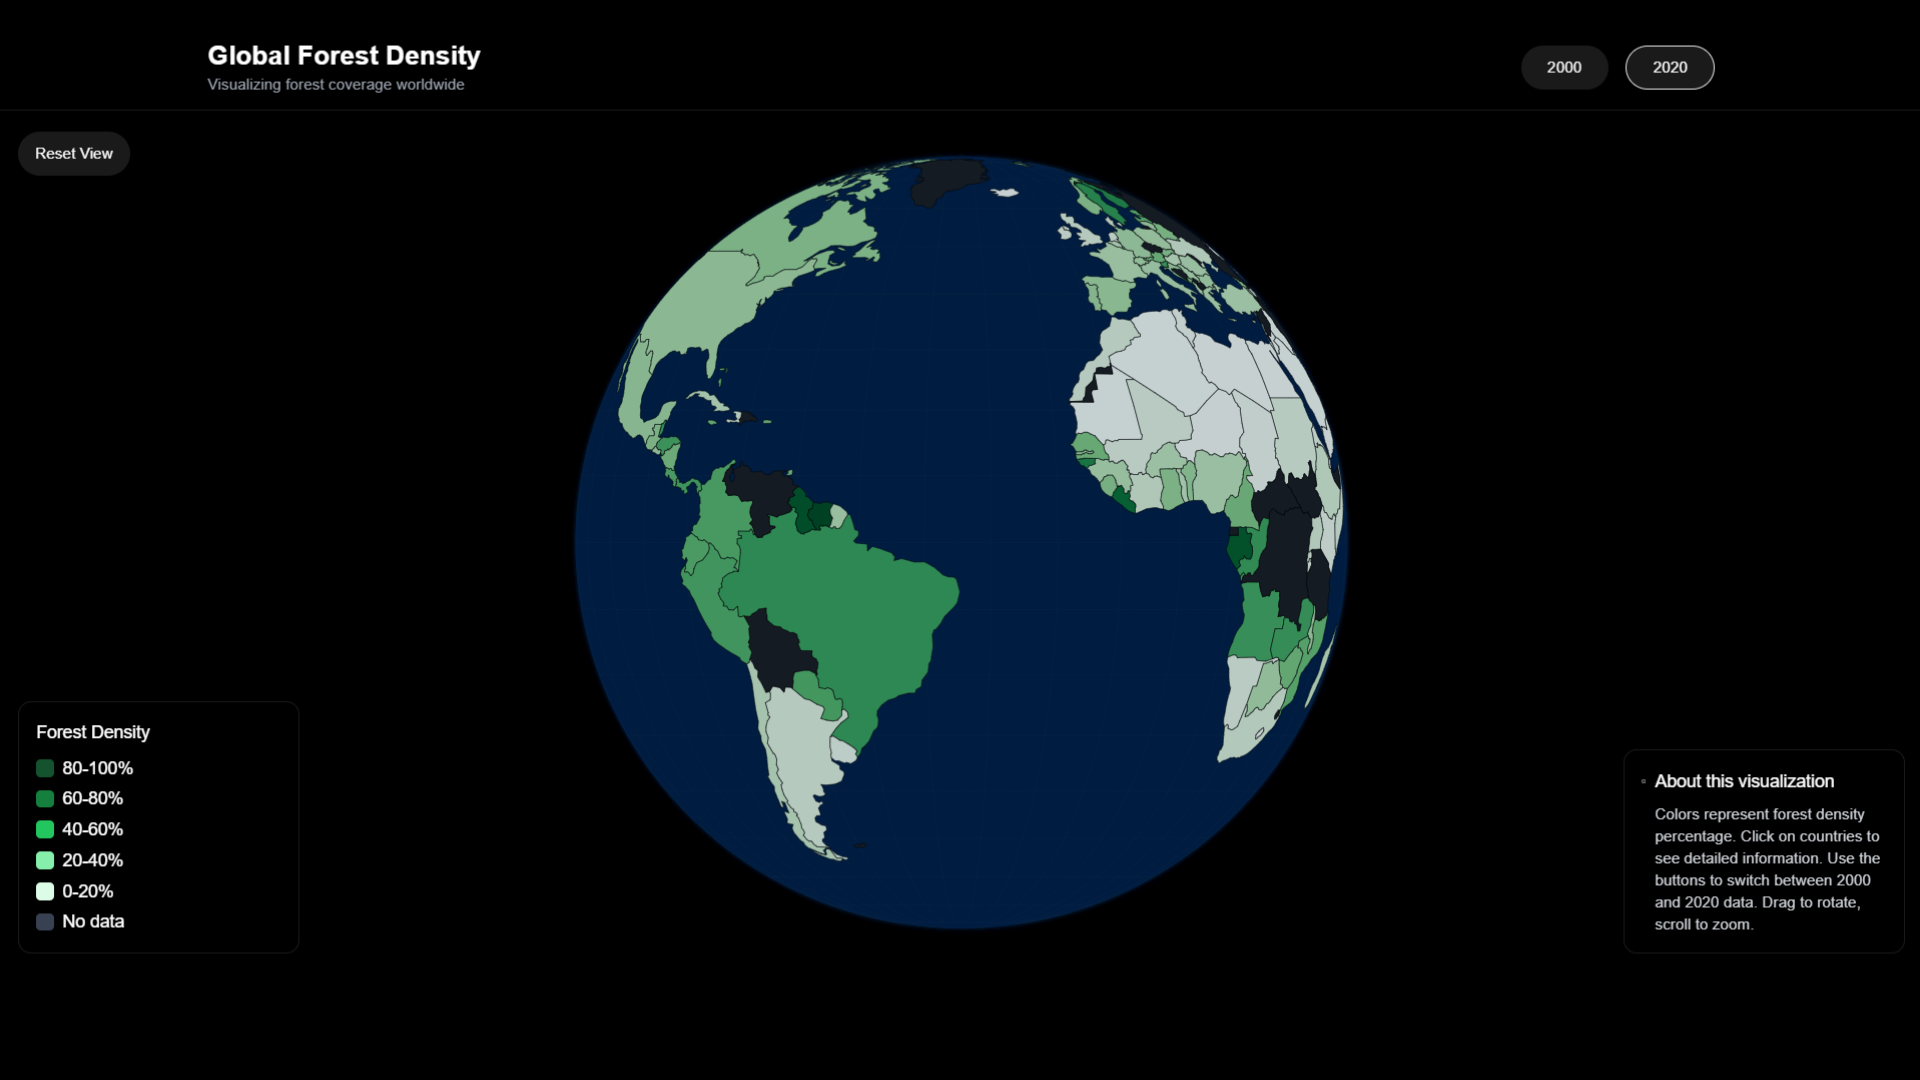 Global Forest Density
Visualizing forest coverage worldwide
2000
2020
Reset View
Forest Density
80-100%
60-80%
40-60%
20-40%
0-20%
No data
About this visualization
Colors represent forest density
percentage. Click on countries to
see detailed information. Use the
buttons to switch between 2000
and 2020 data. Drag to rotate,
scroll to zoom.